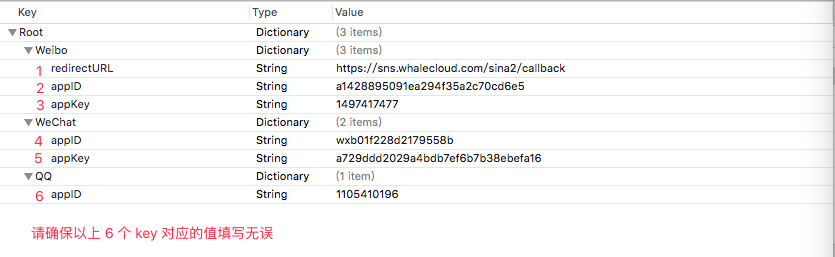 Key Type Value
Root Dictionary (3 items)
Weibo Dictionary (3 items)
1 redirectURL String https://sns.whalecloud.com/sina2/callback
2 appID String a1428895091ea294f35a2c70cd6e5
3 appKey String 1497417477
WeChat Dictionary (2 items)
4 appID String wxb01f228d2179558b
5 appKey String a729ddd2029a4bdb7ef6b7b38ebefa16
QQ Dictionary (1 item)
6 appID String 1105410196
请确保以上 6 个 key 对应的值填写无误